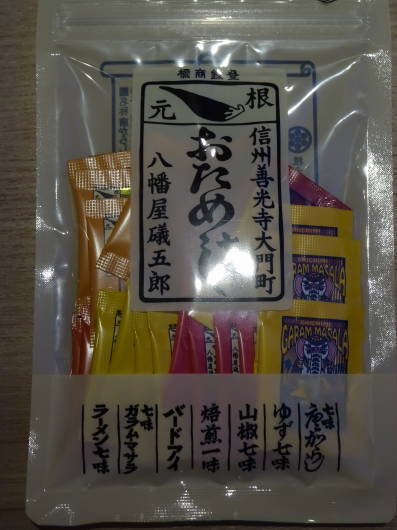 登録商標
根
元
信州善光寺大門町
おためし
八幡屋礒五郎
SHICHIMI
GARAM MASALA
SHICHIMI
GARAM MASALA
七味
唐からし
ゆず七味
山椒七味
焙煎一味
バードアイ
七味
ガラムマサラ
ラーメン七味